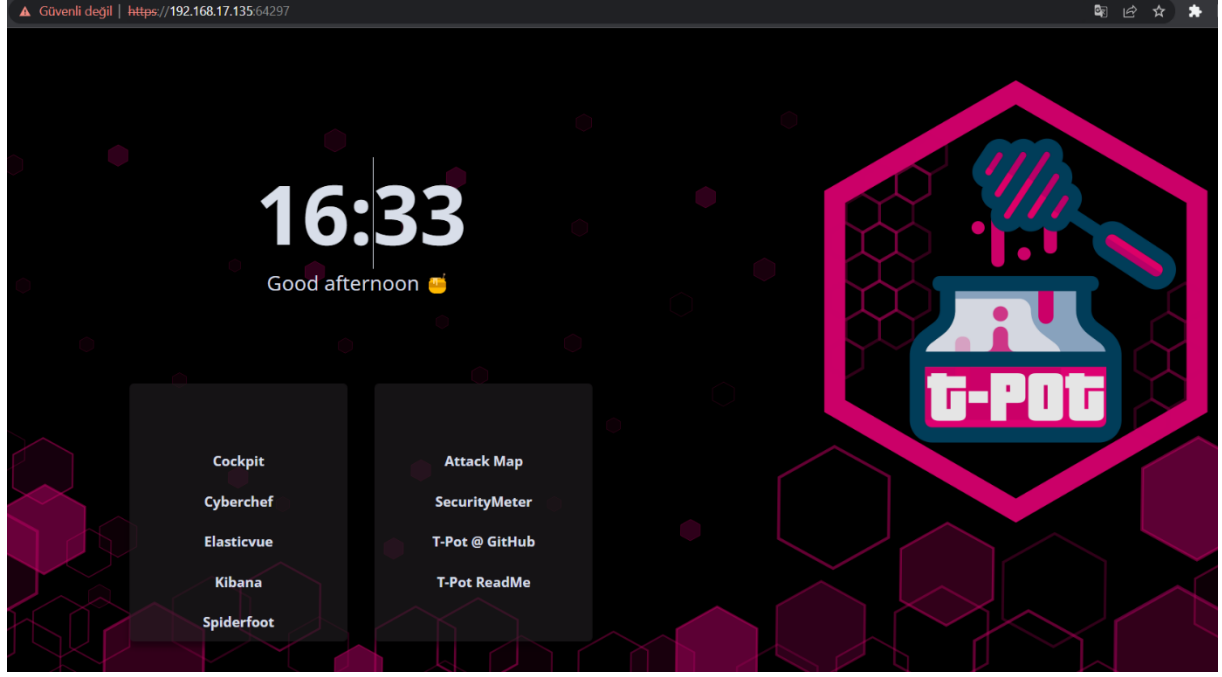 Güvenli değil | https://192.168.17.135:64297
16:33
Good afternoon 🍯
Cockpit
Cyberchef
Elasticvue
Kibana
Spiderfoot
Attack Map
SecurityMeter
T-Pot @ GitHub
T-Pot ReadMe
t-POt